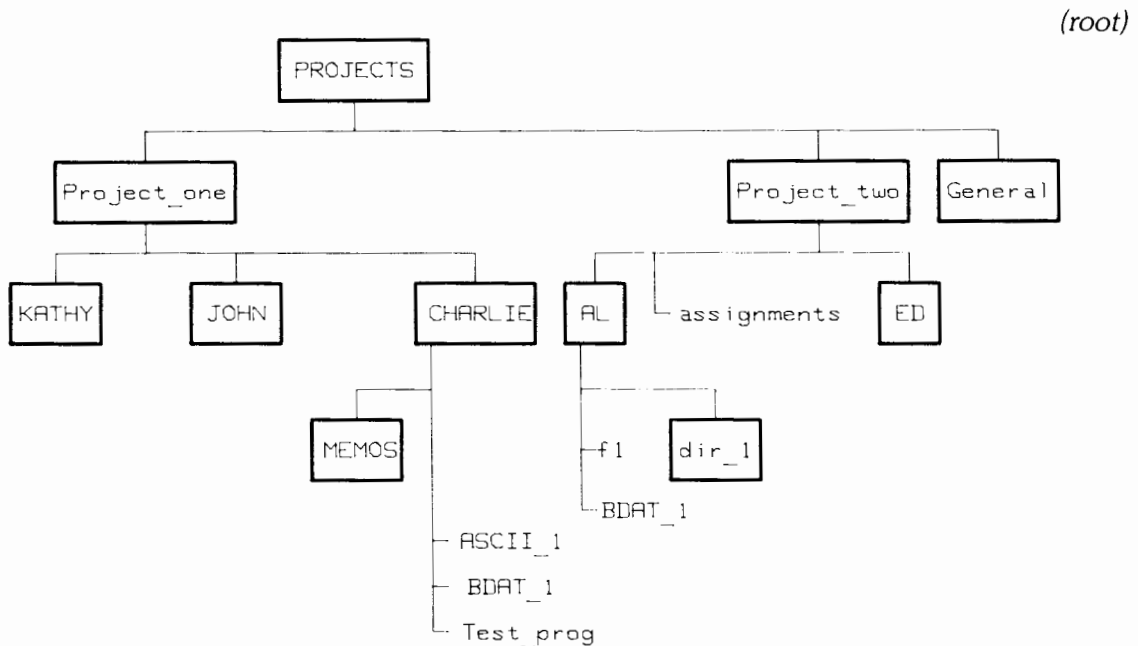 (root)
PROJECTS
Project_one
Project_two
General
KATHY
JOHN
CHARLIE
AL
assignments
ED
MEMOS
f1
dir_1
BDAT_1
ASCII_1
BDAT_1
Test_prog